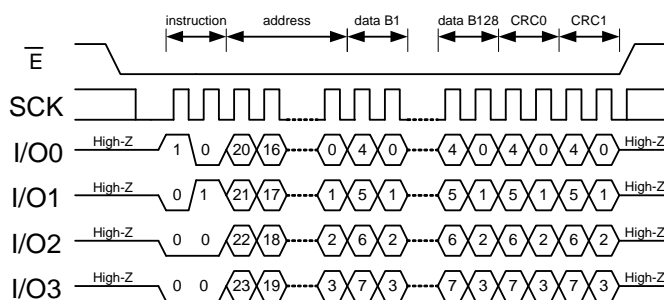 instruction address data B1 data B128 CRC0 CRC1
E
SCK
I/O0 High-Z 1 0 20 16 0 4 0 4 0 4 0 4 0 High-Z
I/O1 High-Z 0 1 21 17 1 5 1 5 1 5 1 5 1 High-Z
I/O2 High-Z 0 0 22 18 2 6 2 6 2 6 2 6 2 High-Z
I/O3 High-Z 0 0 23 19 3 7 3 7 3 7 3 7 3 High-Z